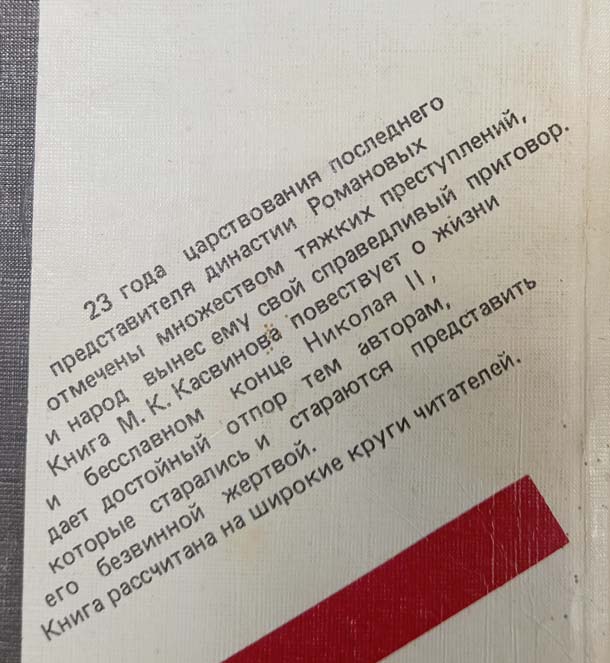 23 года царствования последнего
представителя династии Романовых
отмечены множеством тяжких преступлений,
и народ вынес ему свой справедливый приговор.
Книга М. К. Касвинова повествует о жизни
и бесславном конце Николая II,
дает достойный отпор тем авторам,
которые старались и стараются представить
его безвинной жертвой.
Книга рассчитана на широкие круги читателей.